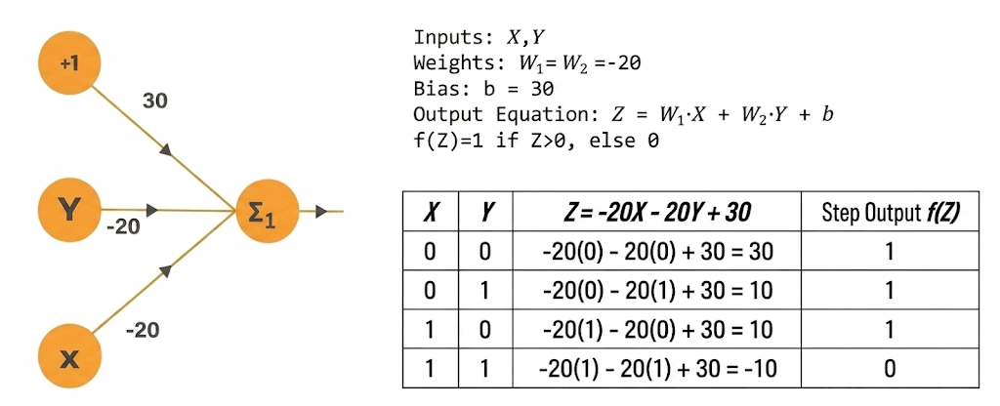 +1
30
Y
-20
Σ1
X
-20
Inputs: X,Y
Weights: W₁= W₂ =-20
Bias: b = 30
Output Equation: Z = W₁·X + W₂·Y + b
f(Z)=1 if Z>0, else 0
X Y Z= -20X - 20Y + 30 Step Output f(Z)
0 0 -20(0) - 20(0) + 30 = 30 1
0 1 -20(0) - 20(1) + 30 = 10 1
1 0 -20(1) - 20(0) + 30 = 10 1
1 1 -20(1) - 20(1) + 30 = -10 0